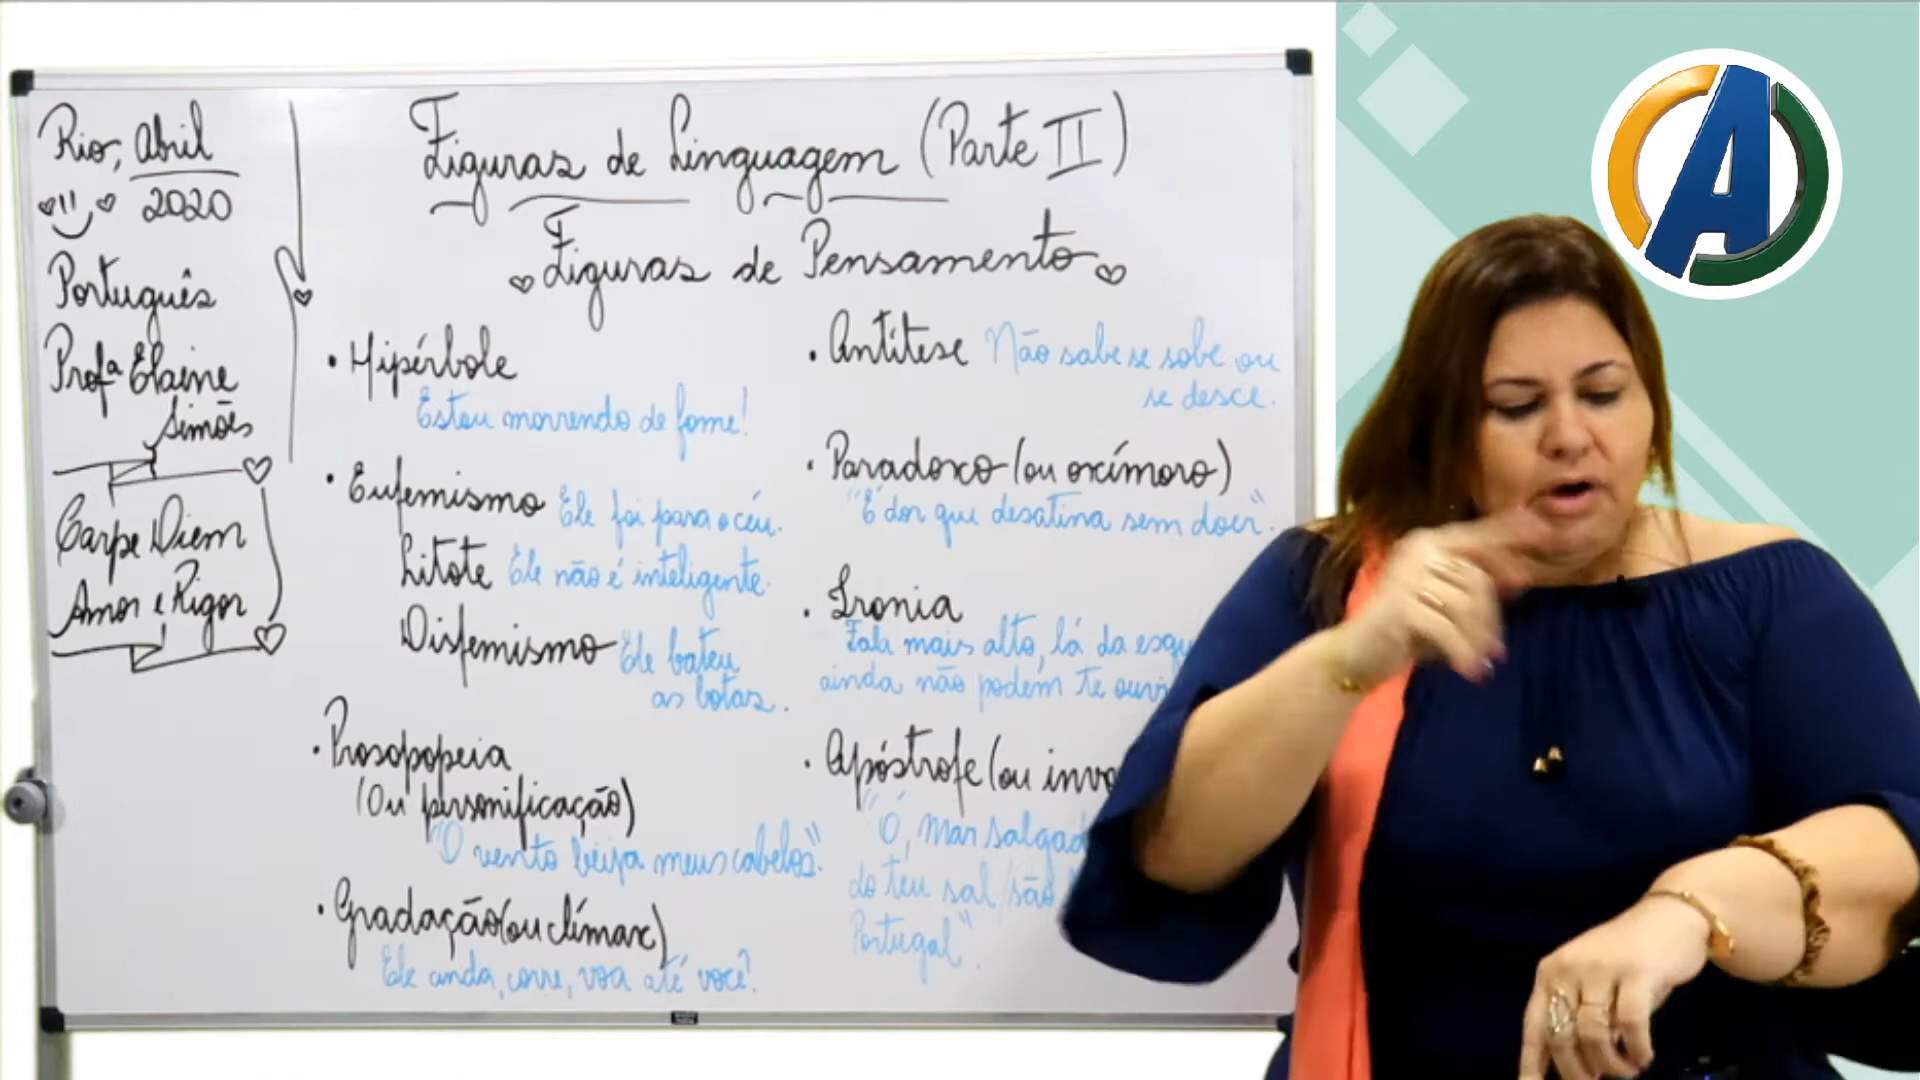 Rio, Abril
2020
Português
Profª Elaine
Simões
Carpe Diem
Amor e Rigor
Figuras de Linguagem (Parte II)
Figuras de Pensamento
• Hipérbole
Estou morrendo de fome!
• Eufemismo Ele foi para o céu.
Litote Ele não é inteligente.
Disfemismo Ele bateu
as botas.
• Prosopopeia
(Ou personificação)
"O vento beija meus cabelos".
• Gradação (ou clímax)
Ele anda, corre, voa até você!
• Antítese Não sabe se sobe ou
se desce.
• Paradoxo (ou oxímoro)
"É dor que desatina sem doer".
• Ironia
Fala mais alto, lá da esqu
ainda não podem te ouvi
• Apóstrofe (ou invo
"Ó, Mar salgad
do teu sal/são
Portugal".
A